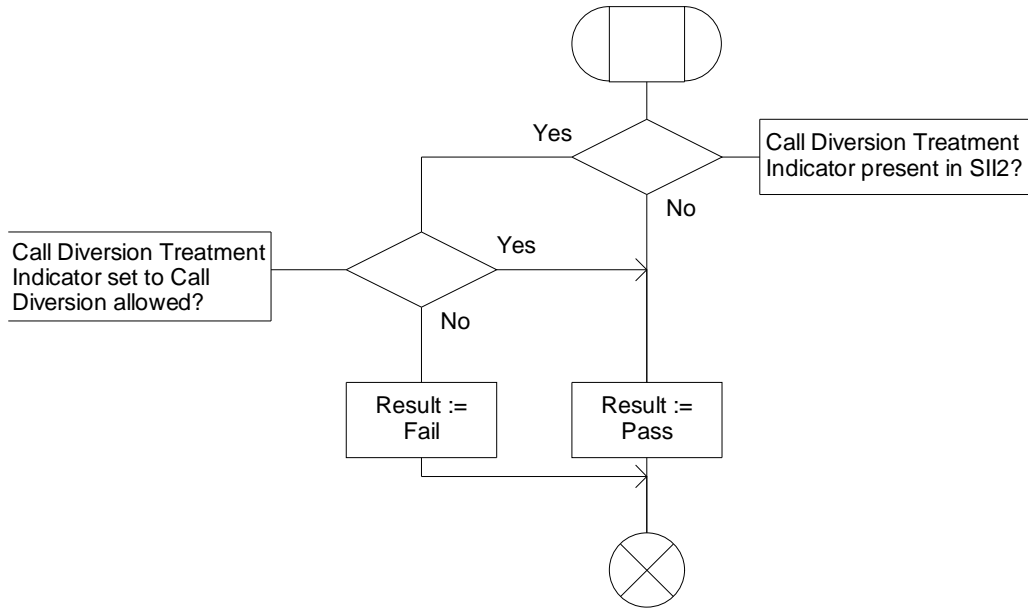 Yes
Call Diversion Treatment
Indicator present in SII2?
No
Call Diversion Treatment
Indicator set to Call
Diversion allowed?
Yes
No
Result :=
Fail
Result :=
Pass